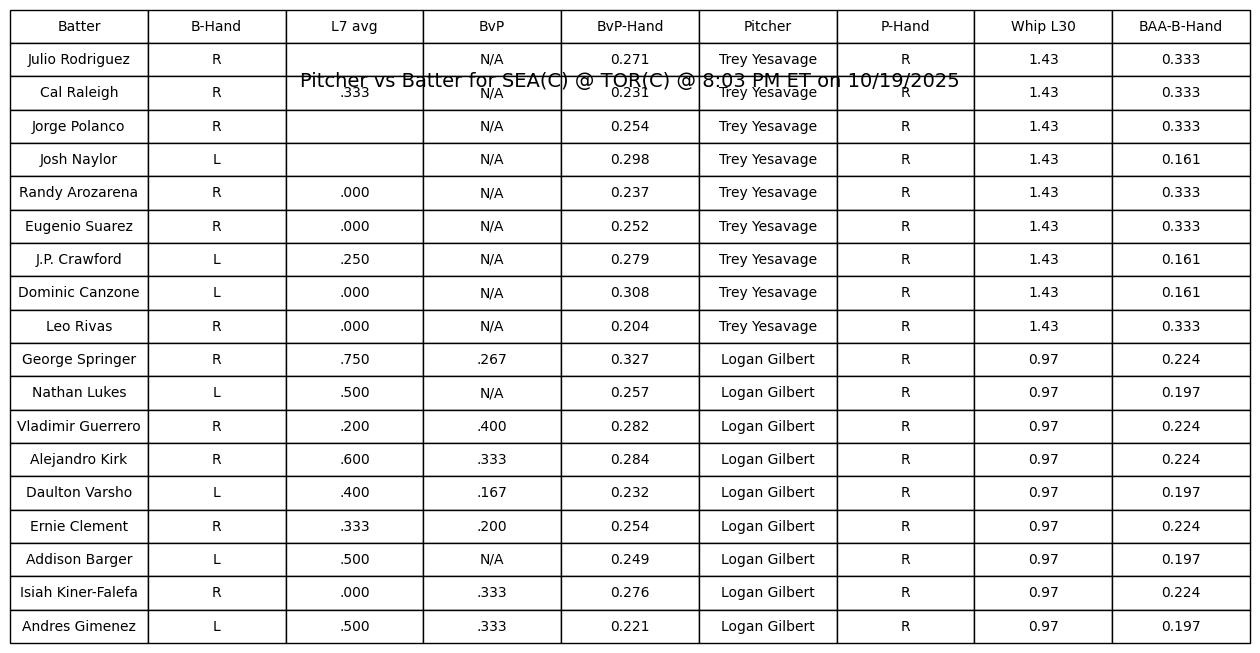 Batter B-Hand L7 avg BvP BvP-Hand Pitcher P-Hand Whip L30 BAA-B-Hand
Julio Rodriguez R N/A 0.271 Trey Yesavage R 1.43 0.333
Pitcher vs Batter for SEA(C) @ TOR(C) @ 8:03 PM ET on 10/19/2025
Cal Raleigh R .333 N/A 0.231 Trey Yesavage R 1.43 0.333
Jorge Polanco R N/A 0.254 Trey Yesavage R 1.43 0.333
Josh Naylor L N/A 0.298 Trey Yesavage R 1.43 0.161
Randy Arozarena R .000 N/A 0.237 Trey Yesavage R 1.43 0.333
Eugenio Suarez R .000 N/A 0.252 Trey Yesavage R 1.43 0.333
J.P. Crawford L .250 N/A 0.279 Trey Yesavage R 1.43 0.161
Dominic Canzone L .000 N/A 0.308 Trey Yesavage R 1.43 0.161
Leo Rivas R .000 N/A 0.204 Trey Yesavage R 1.43 0.333
George Springer R .750 .267 0.327 Logan Gilbert R 0.97 0.224
Nathan Lukes L .500 N/A 0.257 Logan Gilbert R 0.97 0.197
Vladimir Guerrero R .200 .400 0.282 Logan Gilbert R 0.97 0.224
Alejandro Kirk R .600 .333 0.284 Logan Gilbert R 0.97 0.224
Daulton Varsho L .400 .167 0.232 Logan Gilbert R 0.97 0.197
Ernie Clement R .333 .200 0.254 Logan Gilbert R 0.97 0.224
Addison Barger L .500 N/A 0.249 Logan Gilbert R 0.97 0.197
Isiah Kiner-Falefa R .000 .333 0.276 Logan Gilbert R 0.97 0.224
Andres Gimenez L .500 .333 0.221 Logan Gilbert R 0.97 0.197